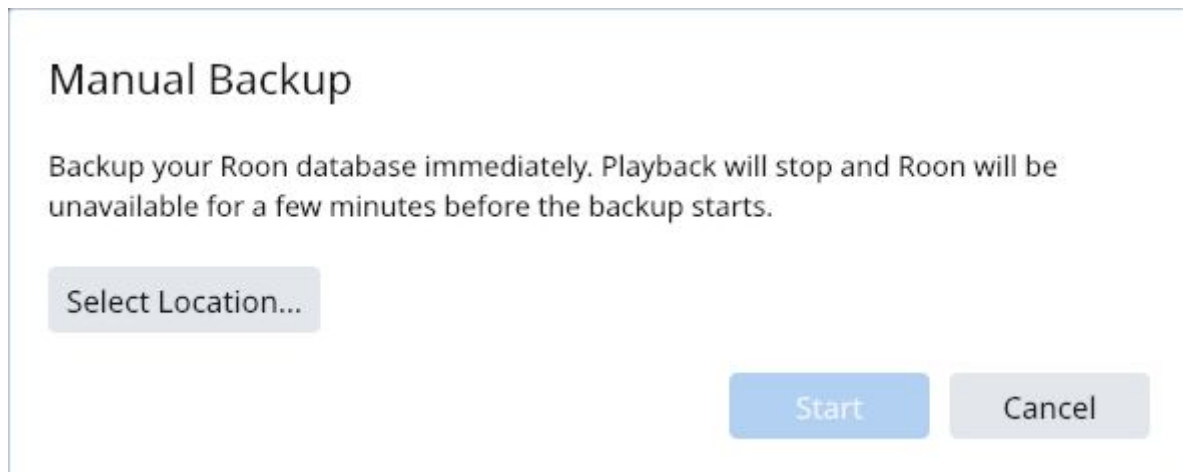 Manual Backup
Backup your Roon database immediately. Playback will stop and Roon will be
unavailable for a few minutes before the backup starts.
Select Location...
Start
Cancel